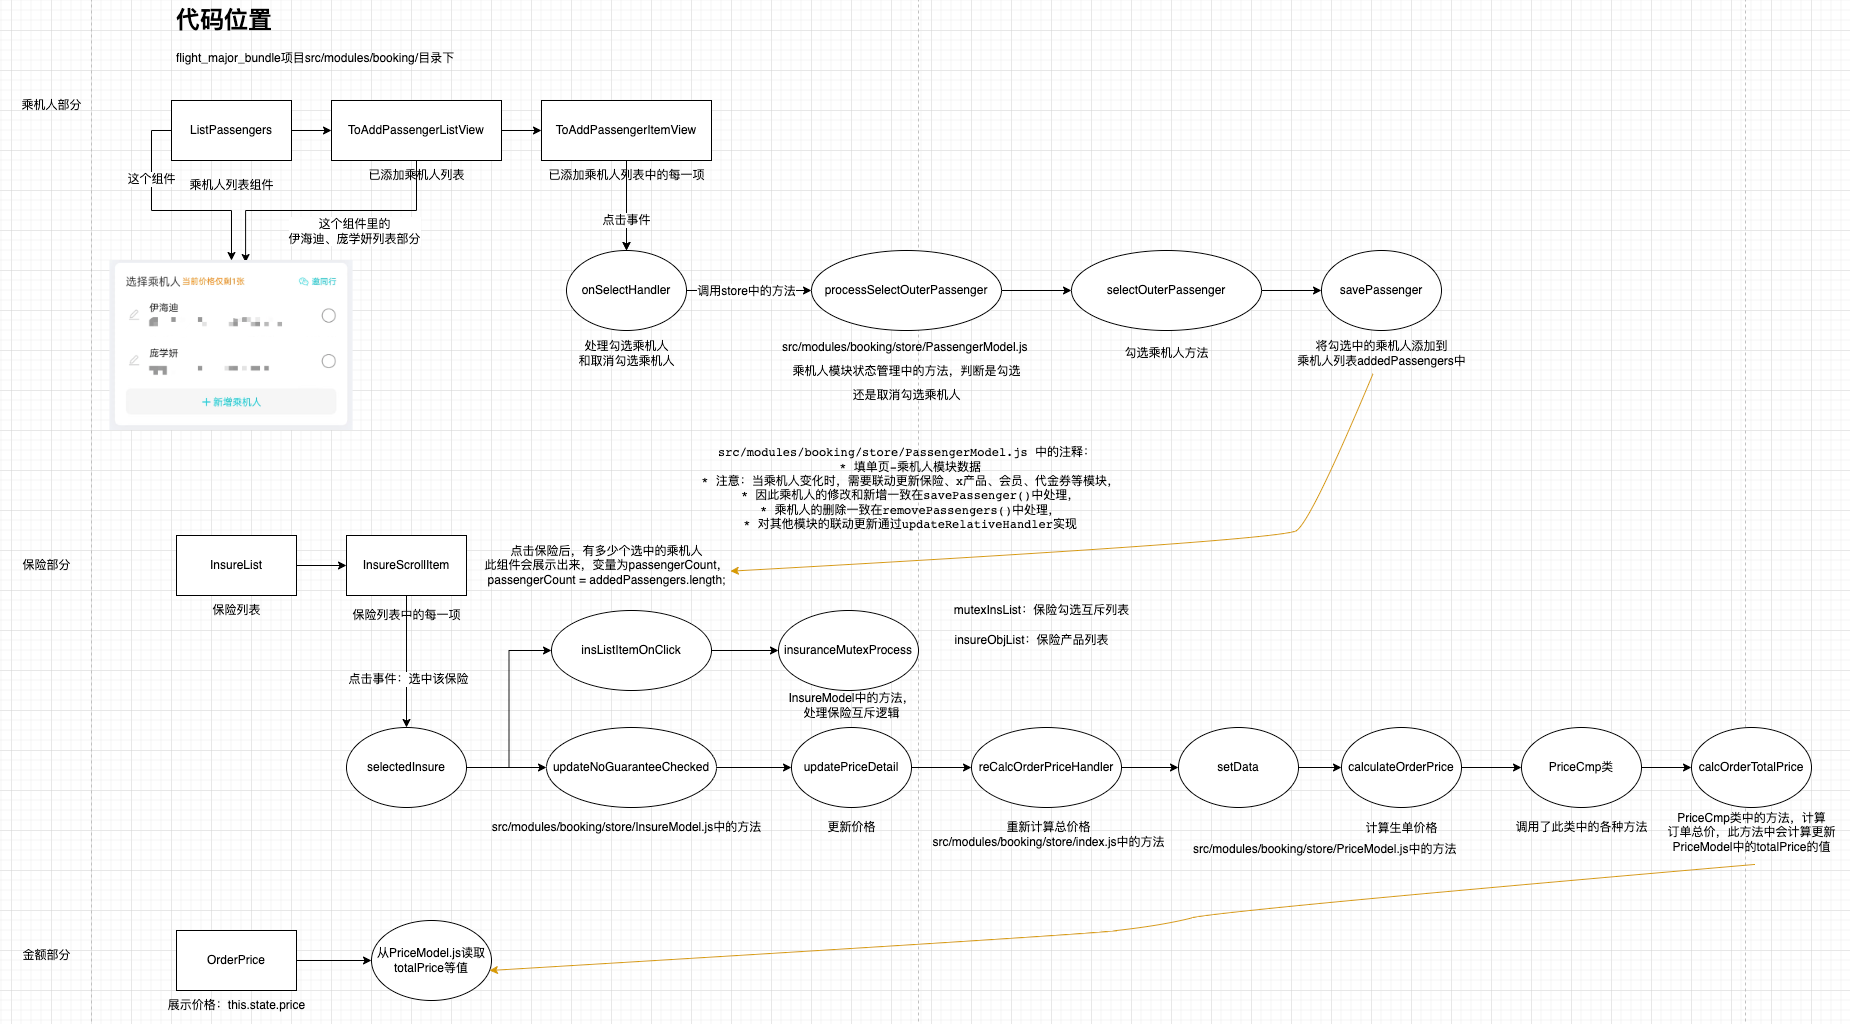 代码位置
flight_major_bundle项目src/modules/booking/目录下
乘机人部分
ListPassengers
ToAddPassengerListView
ToAddPassengerItemView
这个组件
乘机人列表组件
已添加乘机人列表
已添加乘机人列表中的每一项
这个组件里的
伊海迪、庞学妍列表部分
点击事件
选择乘机人当前价格仅剩1张
邀同行
伊海迪
庞学妍
＋新增乘机人
onSelectHandler
调用store中的方法
processSelectOuterPassenger
selectOuterPassenger
savePassenger
处理勾选乘机人
和取消勾选乘机人
src/modules/booking/store/PassengerModel.js
乘机人模块状态管理中的方法，判断是勾选
还是取消勾选乘机人
勾选乘机人方法
将勾选中的乘机人添加到
乘机人列表addedPassengers中
src/modules/booking/store/PassengerModel.js 中的注释：
* 填单页-乘机人模块数据
* 注意：当乘机人变化时，需要联动更新保险、x产品、会员、代金券等模块，
* 因此乘机人的修改和新增一致在savePassenger()中处理，
* 乘机人的删除一致在removePassengers()中处理，
* 对其他模块的联动更新通过updateRelativeHandler实现
保险部分
InsureList
InsureScrollItem
保险列表
保险列表中的每一项
点击保险后，有多少个选中的乘机人
此组件会展示出来，变量为passengerCount，
passengerCount = addedPassengers.length;
mutexInsList：保险勾选互斥列表
insureObjList：保险产品列表
insListItemOnClick
insuranceMutexProcess
InsureModel中的方法，
处理保险互斥逻辑
点击事件：选中该保险
selectedInsure
updateNoGuaranteeChecked
updatePriceDetail
reCalcOrderPriceHandler
setData
calculateOrderPrice
PriceCmp类
calcOrderTotalPrice
src/modules/booking/store/InsureModel.js中的方法
更新价格
重新计算总价格
src/modules/booking/store/index.js中的方法
计算生单价格
src/modules/booking/store/PriceModel.js中的方法
调用了此类中的各种方法
PriceCmp类中的方法，计算
订单总价，此方法中会计算更新
PriceModel中的totalPrice的值
金额部分
OrderPrice
从PriceModel.js读取
totalPrice等值
展示价格：this.state.price